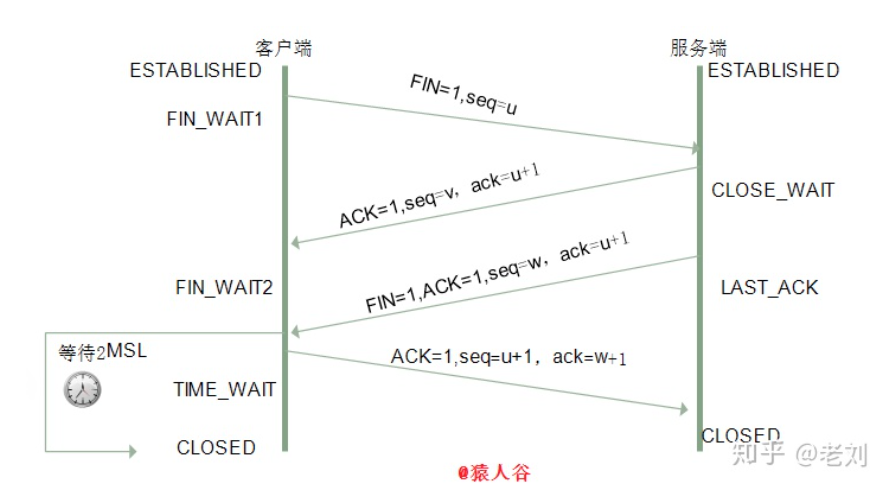 客户端
服务端
ESTABLISHED
ESTABLISHED
FIN=1,seq=u
FIN_WAIT1
ACK=1,seq=v，ack=u+1
CLOSE_WAIT
FIN_WAIT2
FIN=1,ACK=1,seq=w，ack=u+1
LAST_ACK
等待2MSL
ACK=1,seq=u+1，ack=w+1
TIME_WAIT
CLOSED
CLOSED
@猿人谷
知乎 @老刘